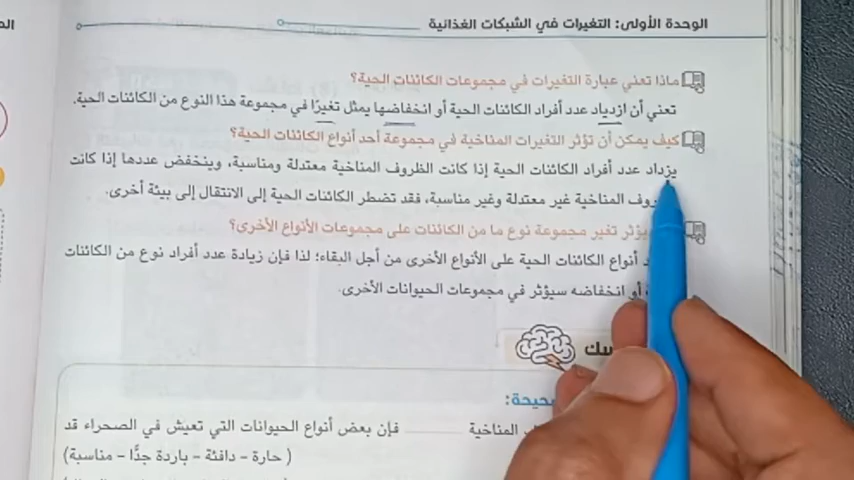 الوحدة الأولى: التغيرات في الشبكات الغذائية
ماذا تعني عبارة التغيرات في مجموعات الكائنات الحية؟
تعني أن ازدياد عدد أفراد الكائنات الحية أو انخفاضها يمثل تغيرًا في مجموعة هذا النوع من الكائنات الحية.
كيف يمكن أن تؤثر التغيرات المناخية في مجموعة أحد أنواع الكائنات الحية؟
يزداد عدد أفراد الكائنات الحية إذا كانت الظروف المناخية معتدلة ومناسبة، وينخفض عددها إذا كانت
المناخية غير معتدلة وغير مناسبة، فقد تضطر الكائنات الحية إلى الانتقال إلى بيئة أخرى.
يؤثر تغير مجموعة نوع ما من الكائنات على مجموعات الأنواع الأخرى؟
أنواع الكائنات الحية على الأنواع الأخرى من أجل البقاء؛ لذا فإن زيادة عدد أفراد نوع من الكائنات
أو انخفاضه سيؤثر في مجموعات الحيوانات الأخرى.
المناخية ــــــــ فإن بعض أنواع الحيوانات التي تعيش في الصحراء قد
(حارة – دافئة – باردة جدًّا – مناسبة)